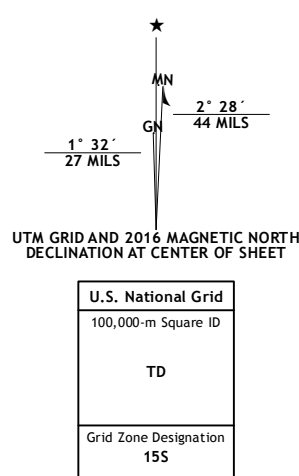 ★
MN
GN
2° 28´
44 MILS
1° 32´
27 MILS
UTM GRID AND 2016 MAGNETIC NORTH
DECLINATION AT CENTER OF SHEET
U.S. National Grid
100,000-m Square ID
TD
Grid Zone Designation
15S